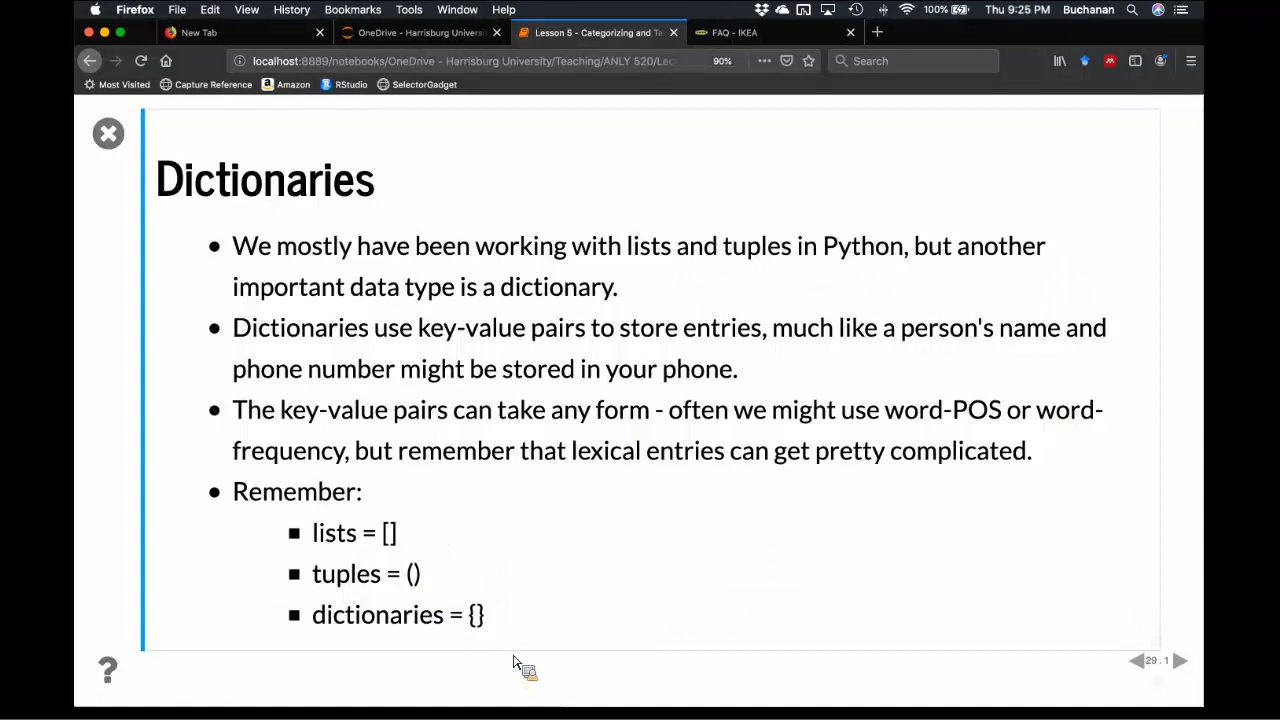 Firefox File Edit View History Bookmarks Tools Window Help 100% Thu 9:25 PM Buchanan
New Tab OneDrive - Harrisburg Universi Lesson 5 - Categorizing and Ta FAQ - IKEA
localhost:8889/notebooks/OneDrive - Harrisburg University/Teaching/ANLY 520/Lec 90% Search
Most Visited Capture Reference Amazon RStudio SelectorGadget
Dictionaries
• We mostly have been working with lists and tuples in Python, but another
important data type is a dictionary.
• Dictionaries use key-value pairs to store entries, much like a person's name and
phone number might be stored in your phone.
• The key-value pairs can take any form - often we might use word-POS or word-
frequency, but remember that lexical entries can get pretty complicated.
• Remember:
▪ lists = []
▪ tuples = ()
▪ dictionaries = {}
?
29.1